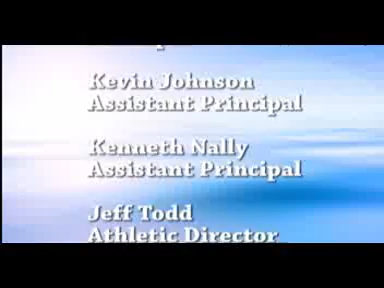 Kevin Johnson
Assistant Principal
Kenneth Nally
Assistant Principal
Jeff Todd
Athletic Director